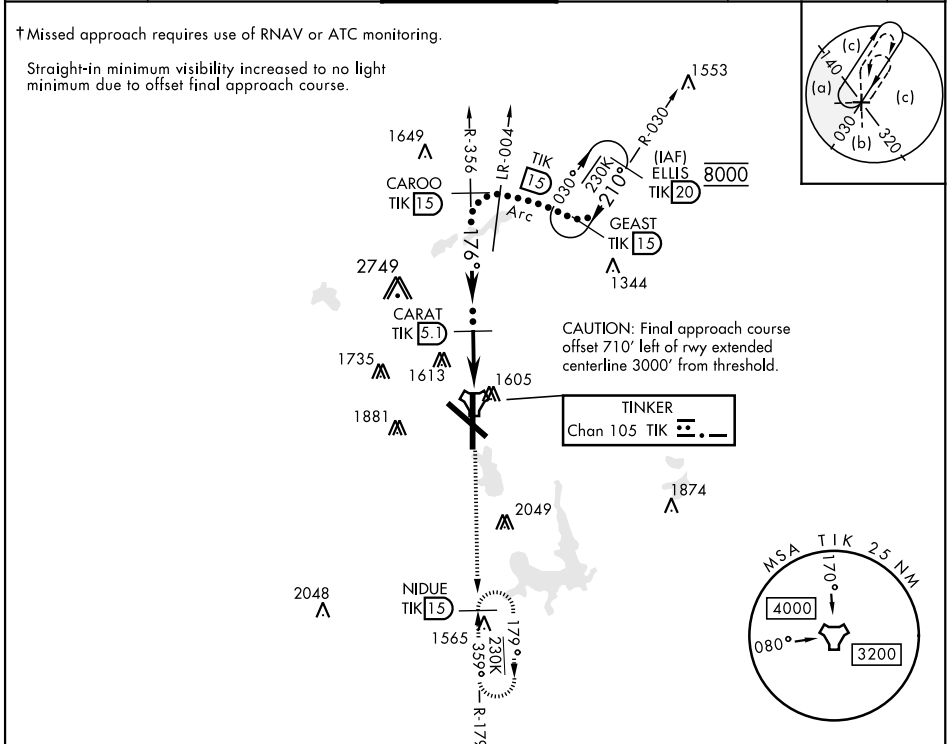 †Missed approach requires use of RNAV or ATC monitoring.
Straight-in minimum visibility increased to no light
minimum due to offset final approach course.
140
(c)
(a)
(c)
030
(b)
320
1553
1649
R-356
LR-004
TIK
15
030°
230K
210°
R-030
(IAF)
ELLIS
TIK 20
8000
CAROO
TIK 15
Arc
GEAST
TIK 15
176°
1344
2749
CARAT
TIK 5.1
CAUTION: Final approach course
offset 710' left of rwy extended
centerline 3000' from threshold.
1735
1613
1605
TINKER
Chan 105 TIK
1881
1874
2049
MSA TIK 25 NM
170°
4000
080°
3200
2048
NIDUE
TIK 15
1565
359°
230K
179°
R-179